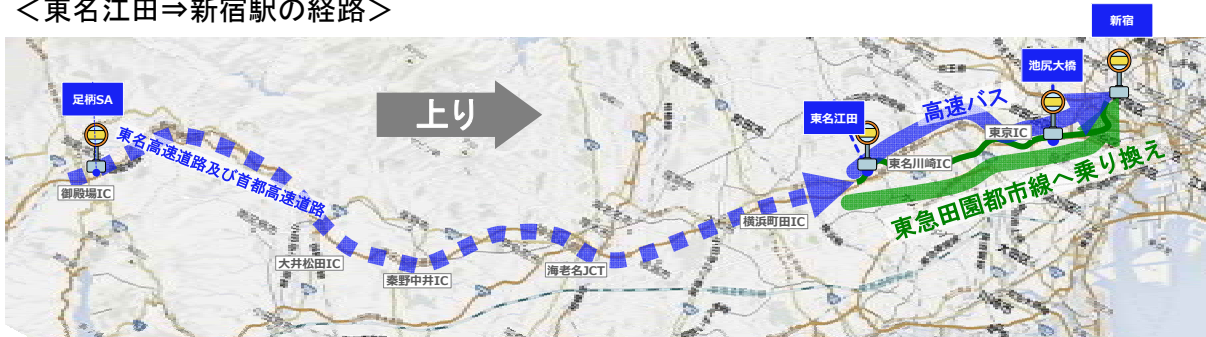 ＜東名江田⇒新宿駅の経路＞
新宿
池尻大橋
足柄SA
上り
東名江田
高速バス
東京IC
東名川崎IC
東名高速道路及び首都高速道路
御殿場IC
東急田園都市線へ乗り換え
横浜町田IC
大井松田IC
海老名JCT
秦野中井IC